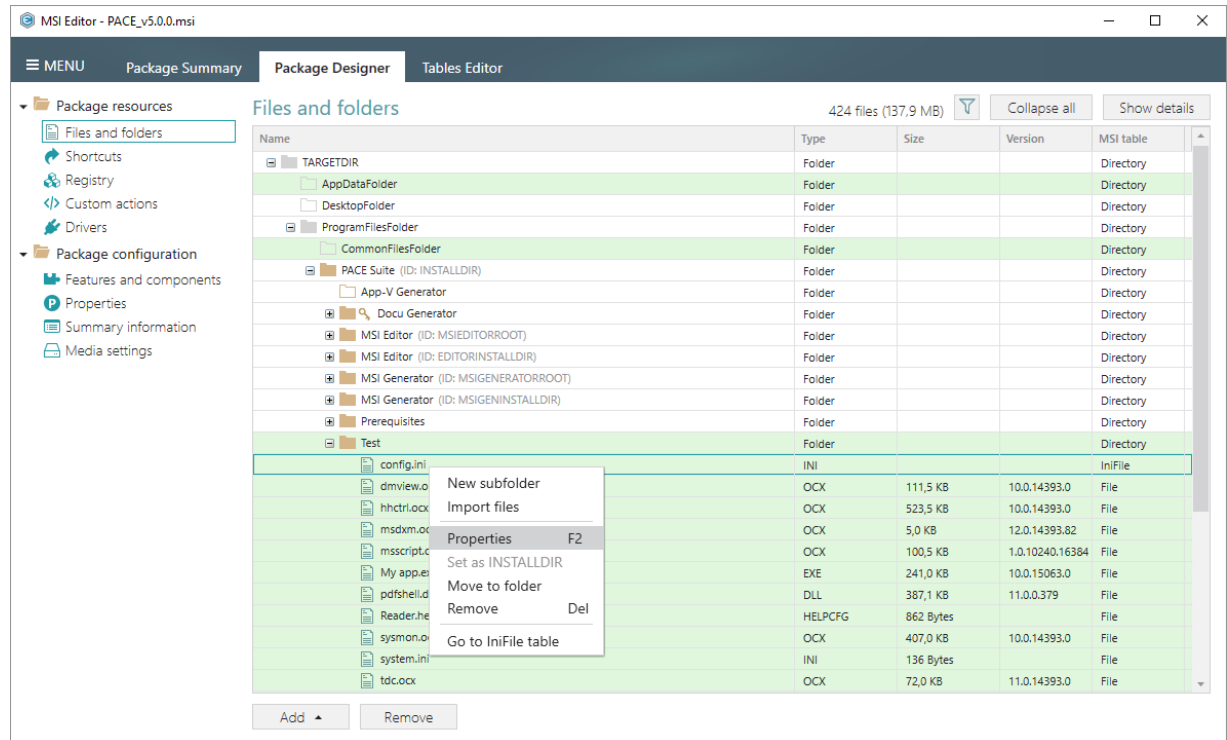 MSI Editor - PACE_v5.0.0.msi
MENU Package Summary Package Designer Tables Editor
Package resources
Files and folders
Shortcuts
Registry
Custom actions
Drivers
Package configuration
Features and components
Properties
Summary information
Media settings
Files and folders 424 files (137,9 MB) Collapse all Show details
Name Type Size Version MSI table
TARGETDIR Folder Directory
AppDataFolder Folder Directory
DesktopFolder Folder Directory
ProgramFilesFolder Folder Directory
CommonFilesFolder Folder Directory
PACE Suite (ID: INSTALLDIR) Folder Directory
App-V Generator Folder Directory
Docu Generator Folder Directory
MSI Editor (ID: MSIEDITORROOT) Folder Directory
MSI Editor (ID: EDITORINSTALLDIR) Folder Directory
MSI Generator (ID: MSIGENERATORROOT) Folder Directory
MSI Generator (ID: MSIGENINSTALLDIR) Folder Directory
Prerequisites Folder Directory
Test Folder Directory
config.ini INI IniFile
dmview.o OCX 111,5 KB 10.0.14393.0 File
hhctrl.ocx OCX 523,5 KB 10.0.14393.0 File
msdxm.oc OCX 5,0 KB 12.0.14393.82 File
msscript.o OCX 100,5 KB 1.0.10240.16384 File
My app.ex EXE 241,0 KB 10.0.15063.0 File
pdfshell.d DLL 387,1 KB 11.0.0.379 File
Reader.he HELPCFG 862 Bytes File
sysmon.o OCX 407,0 KB 10.0.14393.0 File
system.ini INI 136 Bytes File
tdc.ocx OCX 72,0 KB 11.0.14393.0 File
New subfolder
Import files
Properties F2
Set as INSTALLDIR
Move to folder
Remove Del
Go to IniFile table
Add Remove